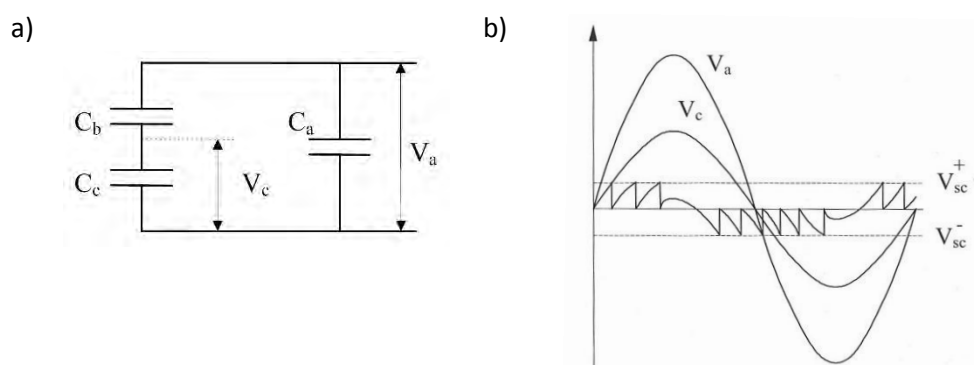 a)
C_b
C_c
C_a
V_c
V_a
b)
V_a
V_c
V_sc^+
V_sc^-